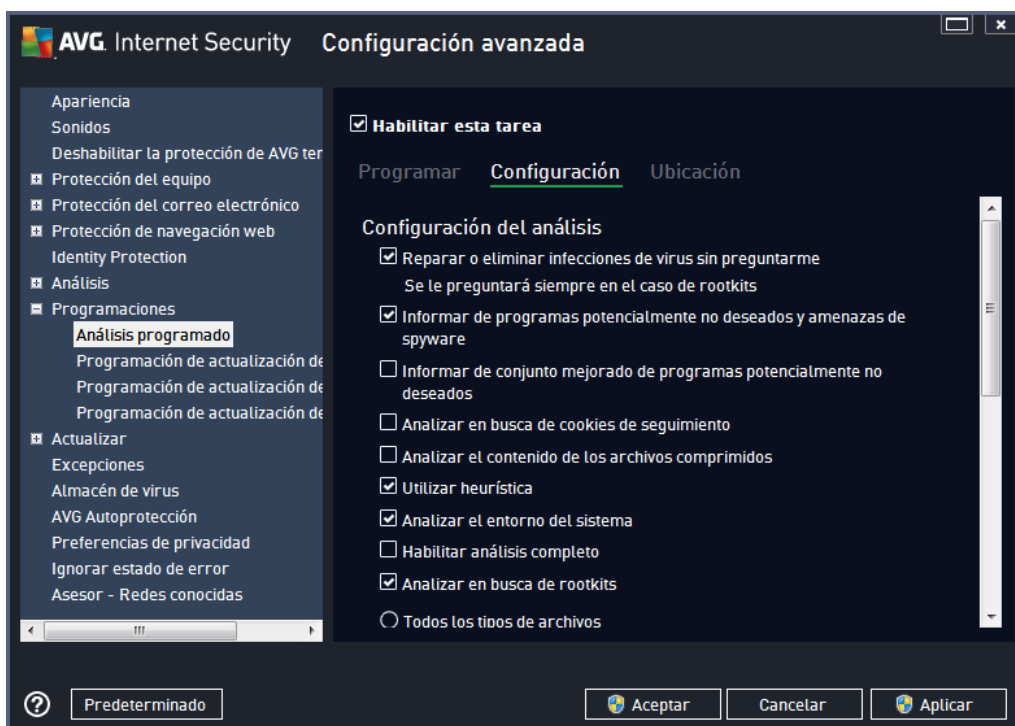 AVG. Internet Security Configuración avanzada
Apariencia
Sonidos
Deshabilitar la protección de AVG ter
Protección del equipo
Protección del correo electrónico
Protección de navegación web
Identity Protection
Análisis
Programaciones
Análisis programado
Programación de actualización de
Programación de actualización de
Programación de actualización de
Actualizar
Excepciones
Almacén de virus
AVG Autoprotección
Preferencias de privacidad
Ignorar estado de error
Asesor - Redes conocidas
Habilitar esta tarea
Programar Configuración Ubicación
Configuración del análisis
Reparar o eliminar infecciones de virus sin preguntarme
Se le preguntará siempre en el caso de rootkits
Informar de programas potencialmente no deseados y amenazas de
spyware
Informar de conjunto mejorado de programas potencialmente no
deseados
Analizar en busca de cookies de seguimiento
Analizar el contenido de los archivos comprimidos
Utilizar heurística
Analizar el entorno del sistema
Habilitar análisis completo
Analizar en busca de rootkits
Todos los tipos de archivos
? Predeterminado Aceptar Cancelar Aplicar